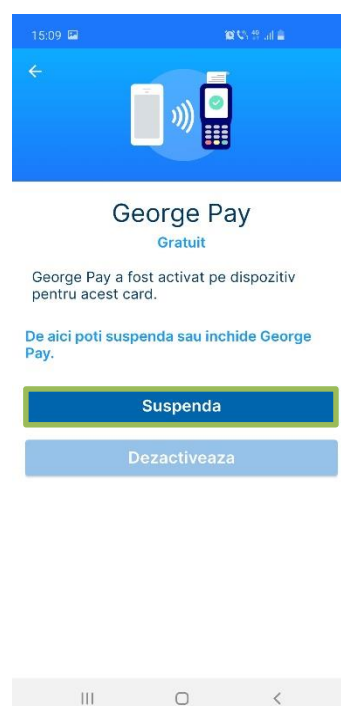 15:09
George Pay
Gratuit
George Pay a fost activat pe dispozitiv
pentru acest card.
De aici poti suspenda sau inchide George
Pay.
Suspenda
Dezactiveaza